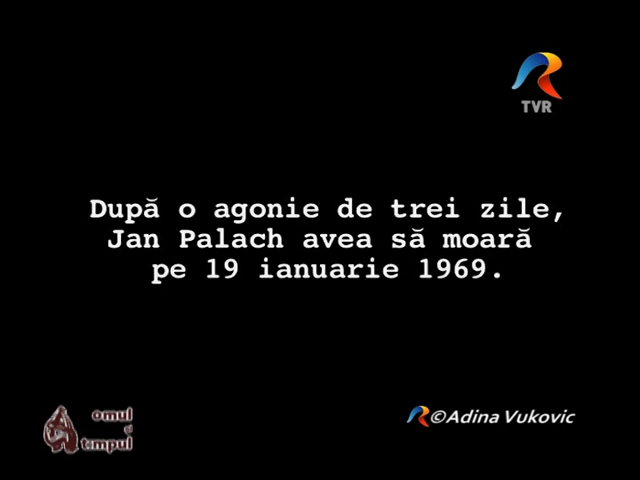 TVR
După o agonie de trei zile,
Jan Palach avea să moară
pe 19 ianuarie 1969.
omul
și
timpul
©Adina Vukovic